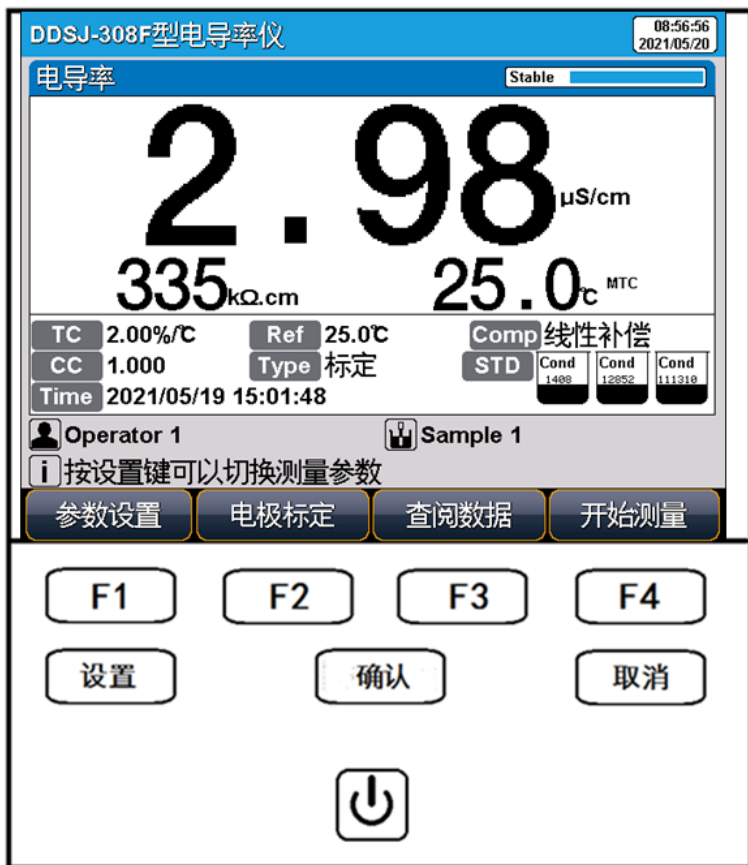 DDSJ-308F型电导率仪
08:56:56
2021/05/20
电导率
Stable
2.98 μS/cm
335 kΩ.cm 25.0℃ MTC
TC 2.00%/℃ Ref 25.0℃ Comp 线性补偿
CC 1.000 Type 标定 STD Cond 1408 Cond 12852 Cond 111310
Time 2021/05/19 15:01:48
Operator 1 Sample 1
i 按设置键可以切换测量参数
参数设置 电极标定 查阅数据 开始测量
F1 F2 F3 F4
设置 确认 取消